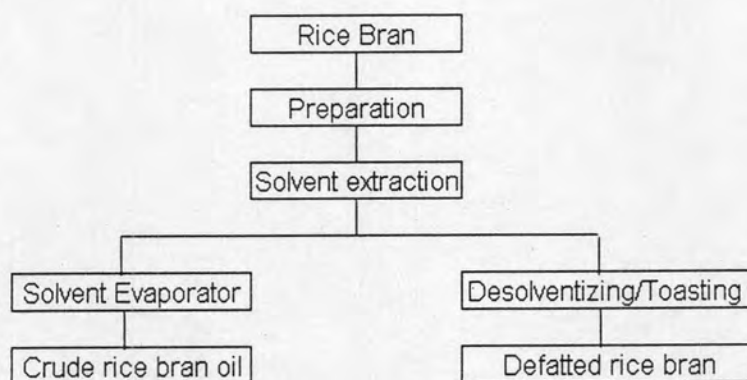 Rice Bran
Preparation
Solvent extraction
Solvent Evaporator
Desolventizing/Toasting
Crude rice bran oil
Defatted rice bran